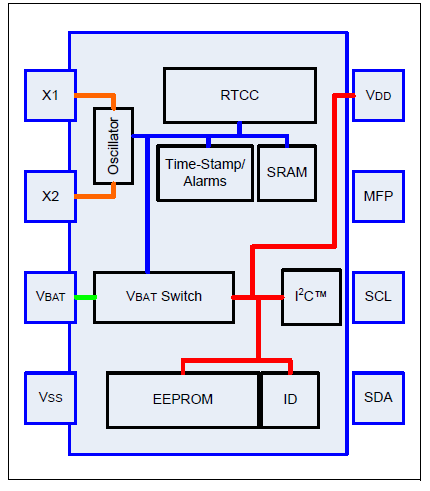 X1
RTCC
VDD
Oscillator
Time-Stamp/
Alarms
SRAM
X2
MFP
VBAT
VBAT Switch
I²C™
SCL
VSS
EEPROM
ID
SDA